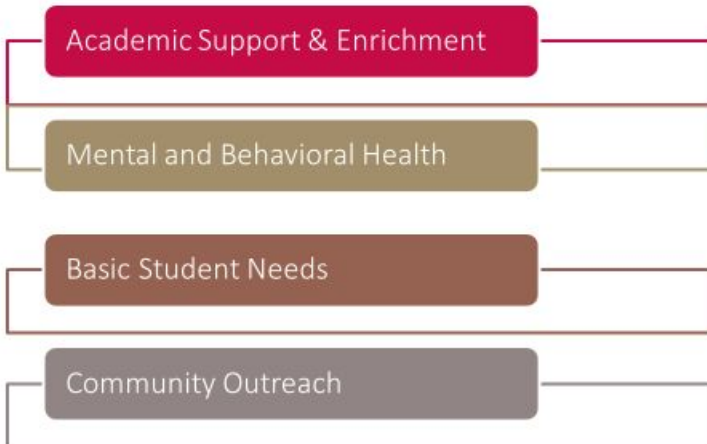 Academic Support & Enrichment
Mental and Behavioral Health
Basic Student Needs
Community Outreach